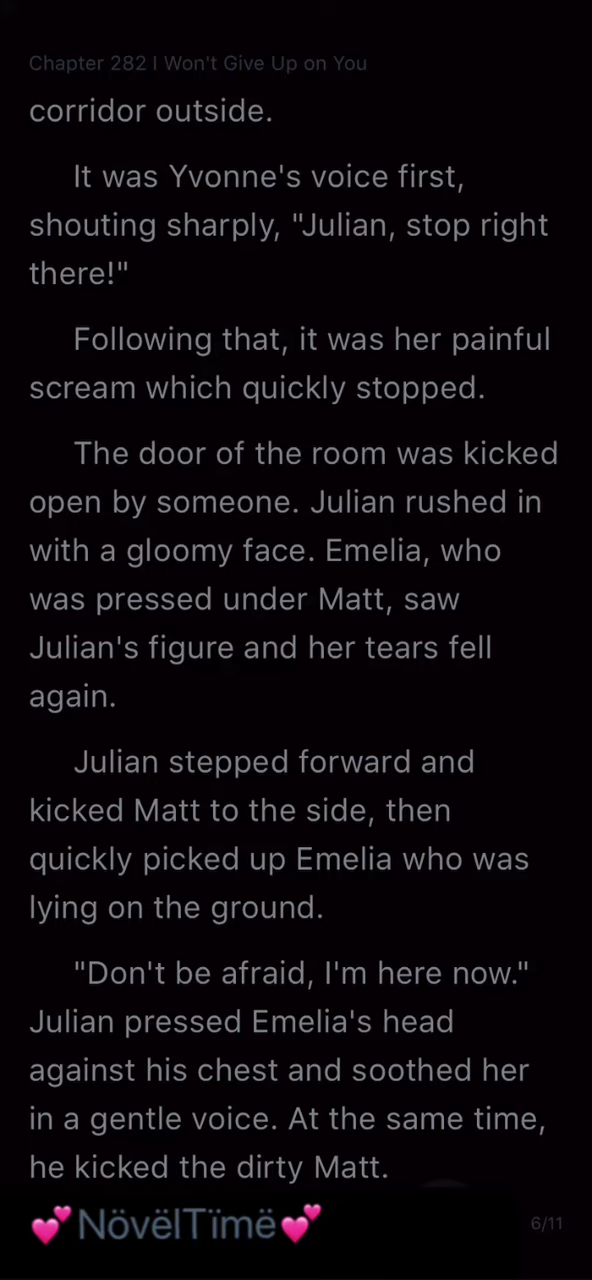 Chapter 282 I Won't Give Up on You
corridor outside.
It was Yvonne's voice first,
shouting sharply, "Julian, stop right
there!"
Following that, it was her painful
scream which quickly stopped.
The door of the room was kicked
open by someone. Julian rushed in
with a gloomy face. Emelia, who
was pressed under Matt, saw
Julian's figure and her tears fell
again.
Julian stepped forward and
kicked Matt to the side, then
quickly picked up Emelia who was
lying on the ground.
"Don't be afraid, I'm here now."
Julian pressed Emelia's head
against his chest and soothed her
in a gentle voice. At the same time,
he kicked the dirty Matt.
💕NövëlTïmë💕
6/11